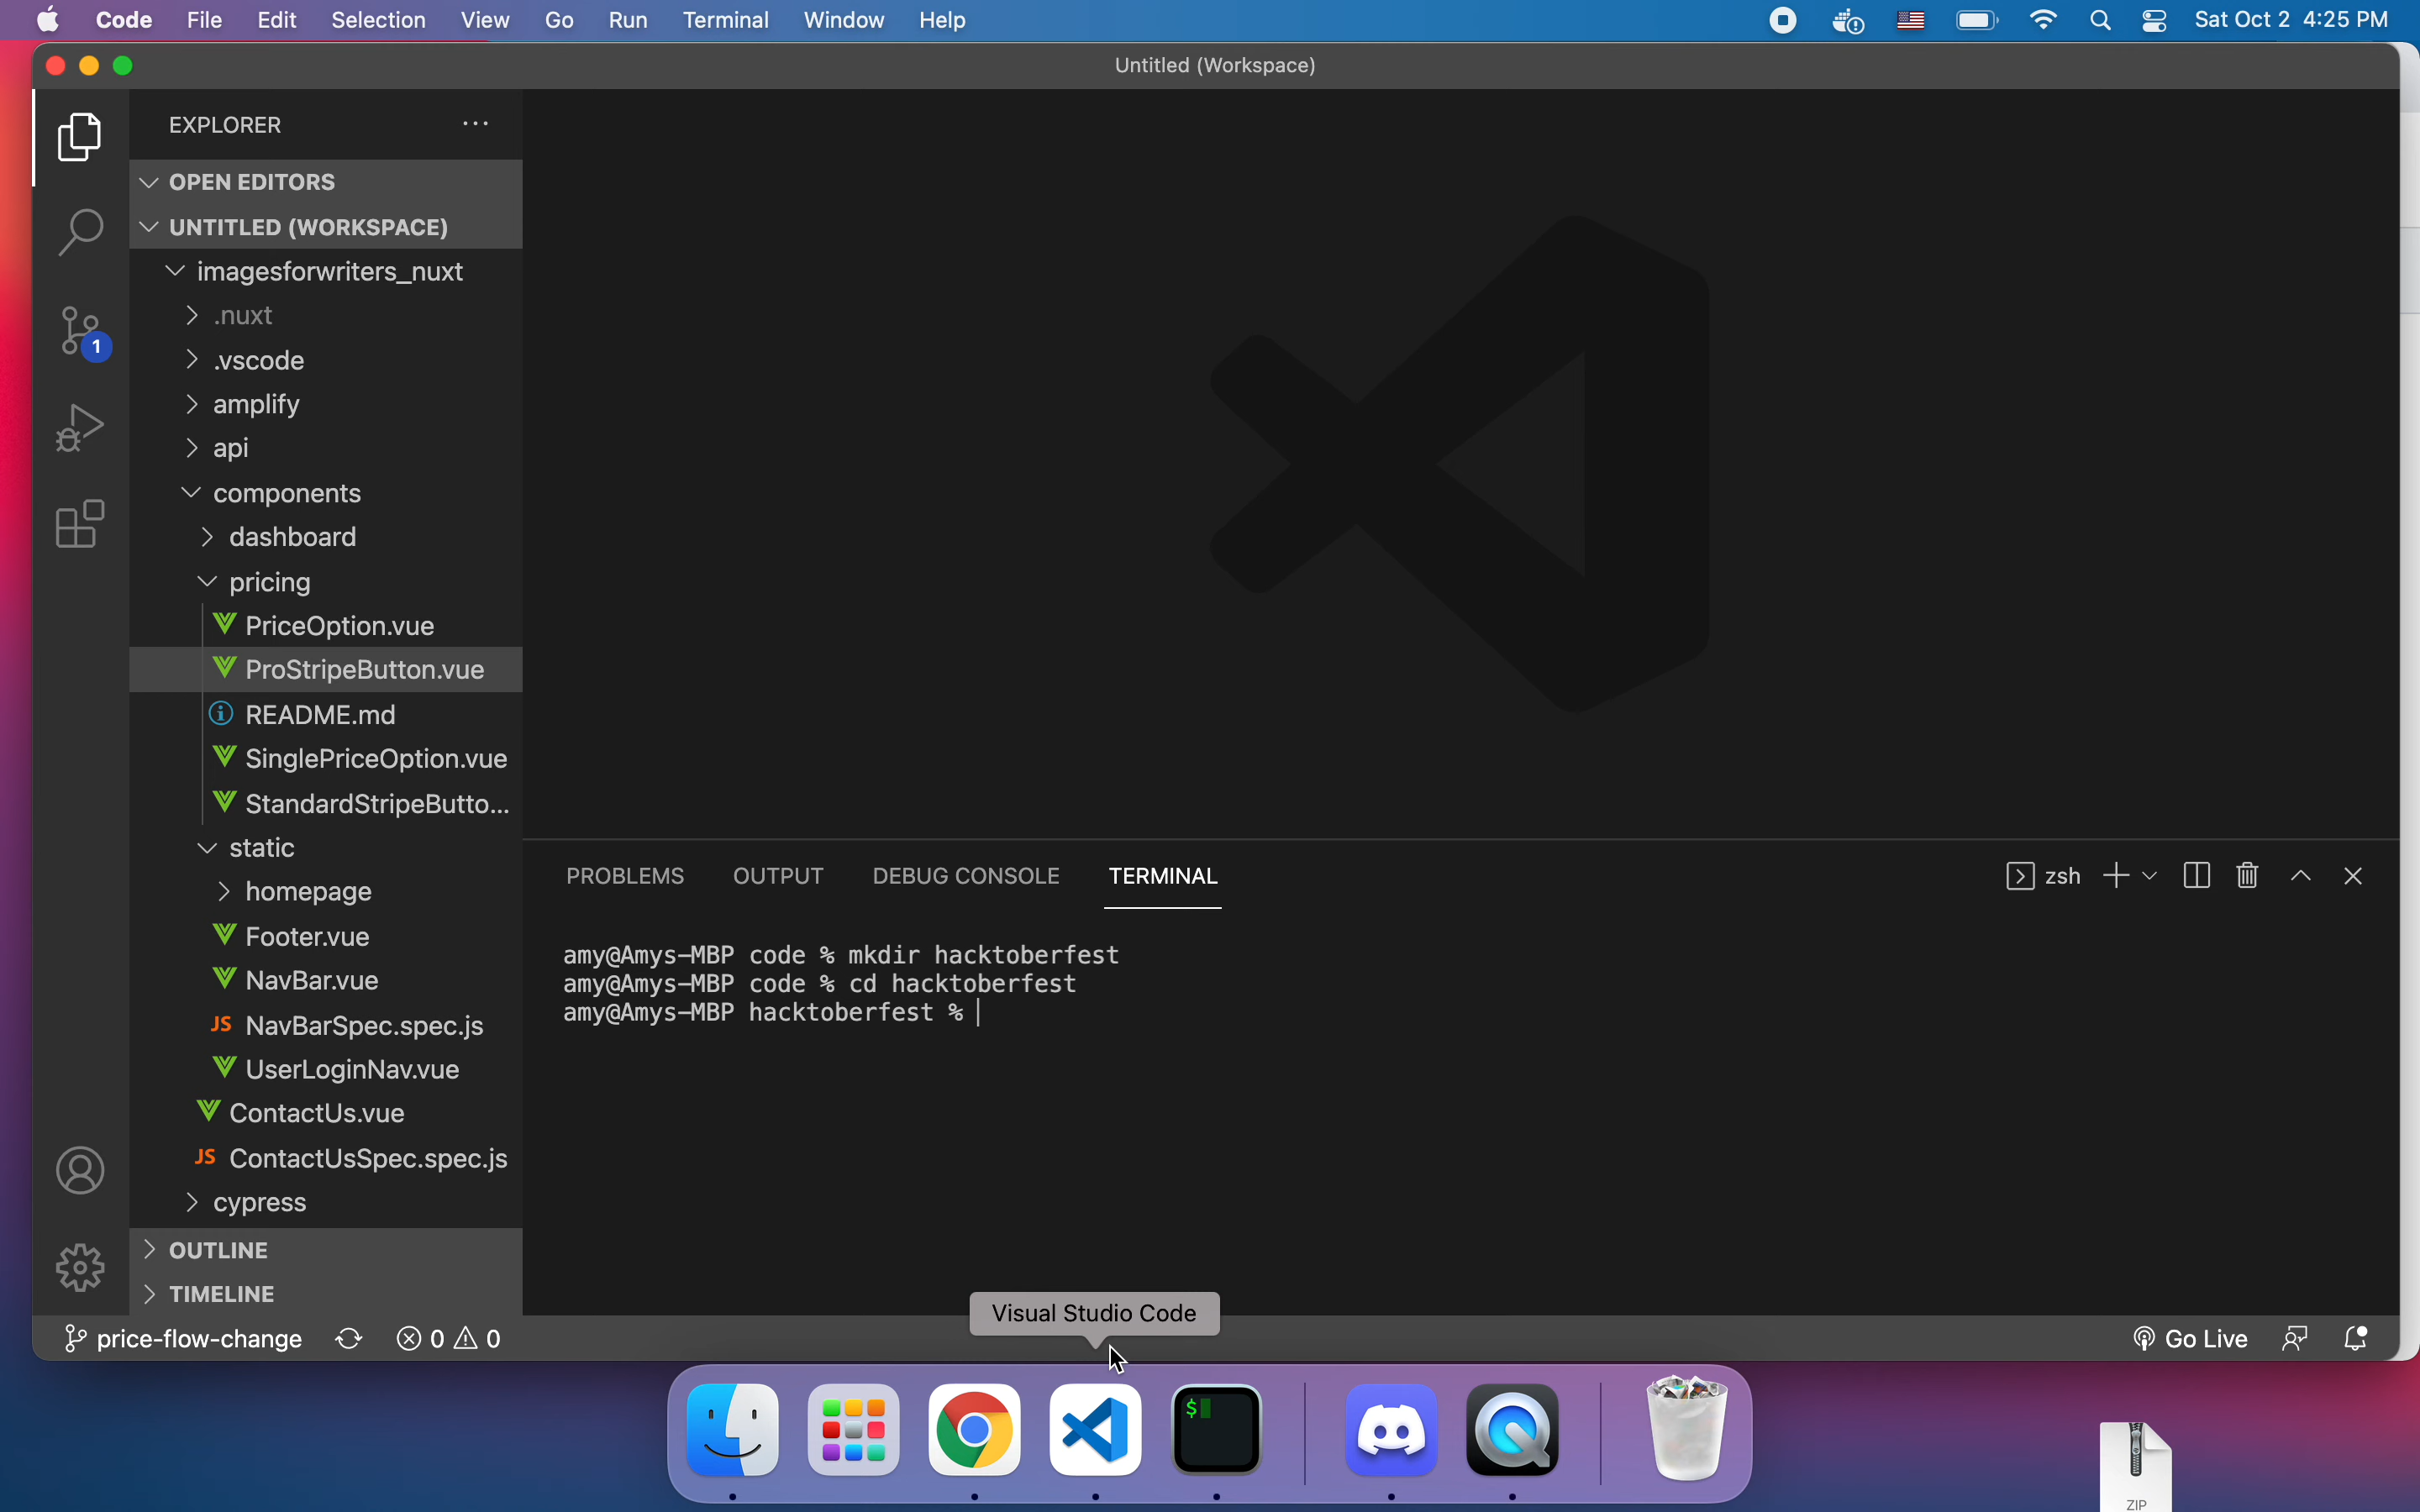 Code File Edit Selection View Go Run Terminal Window Help Sat Oct 2 4:25 PM
Untitled (Workspace)
EXPLORER
OPEN EDITORS
UNTITLED (WORKSPACE)
imagesforwriters_nuxt
.nuxt
1
.vscode
amplify
api
components
dashboard
pricing
PriceOption.vue
ProStripeButton.vue
README.md
SinglePriceOption.vue
StandardStripeButto...
static
homepage
Footer.vue
NavBar.vue
JS NavBarSpec.spec.js
UserLoginNav.vue
ContactUs.vue
JS ContactUsSpec.spec.js
cypress
OUTLINE
TIMELINE
PROBLEMS OUTPUT DEBUG CONSOLE TERMINAL zsh
amy@Amys-MBP code % mkdir hacktoberfest
amy@Amys-MBP code % cd hacktoberfest
amy@Amys-MBP hacktoberfest %
Visual Studio Code
price-flow-change 0 0 Go Live
$
ZIP